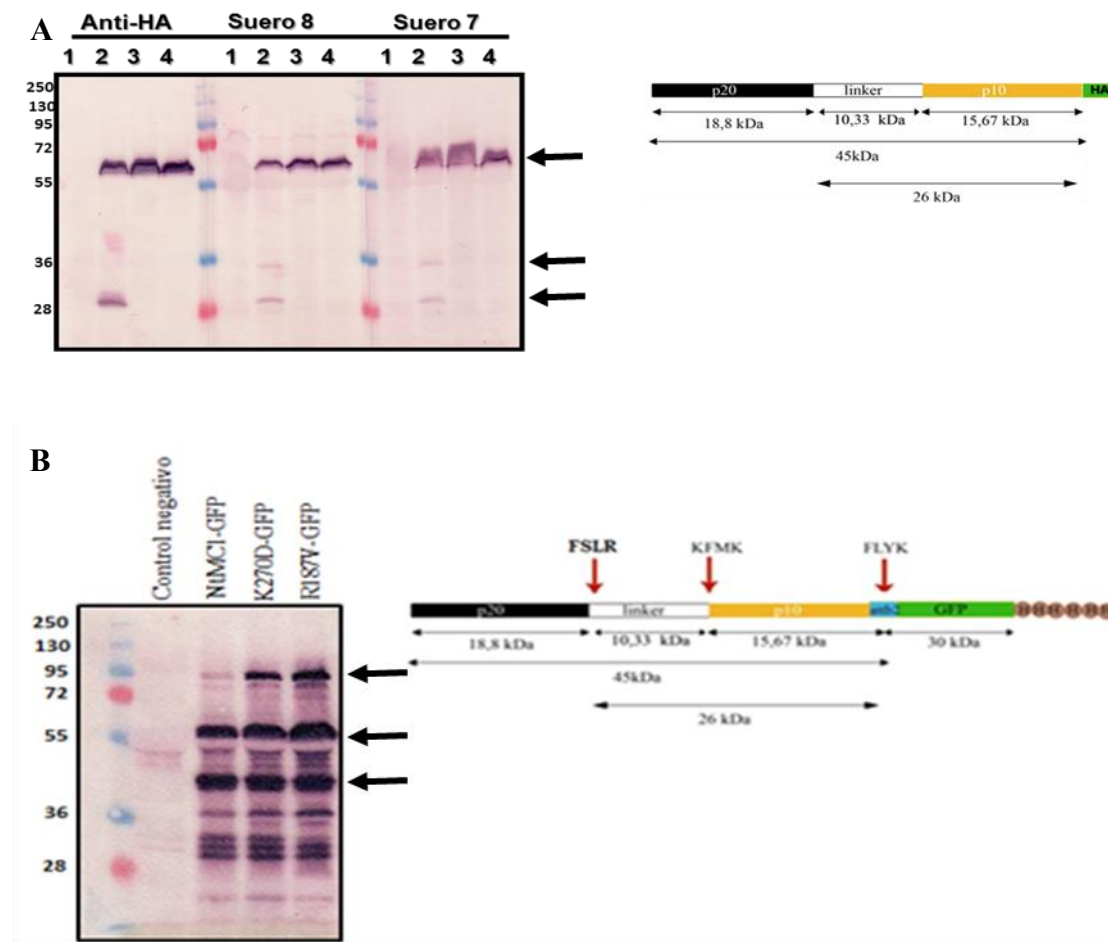 A
Anti-HA Suero 8 Suero 7
1 2 3 4 1 2 3 4 1 2 3 4
250
130
95
72
55
36
28
p20 linker p10 HA
18,8 kDa 10,33 kDa 15,67 kDa
45kDa
26 kDa
B
Control negativo
NtMC1-GFP
K270D-GFP
R187V-GFP
250
130
95
72
55
36
28
FSLR KFMK FLYK
p20 linker p10 GFP HHHHHH
18,8 kDa 10,33 kDa 15,67 kDa 30 kDa
45kDa
26 kDa